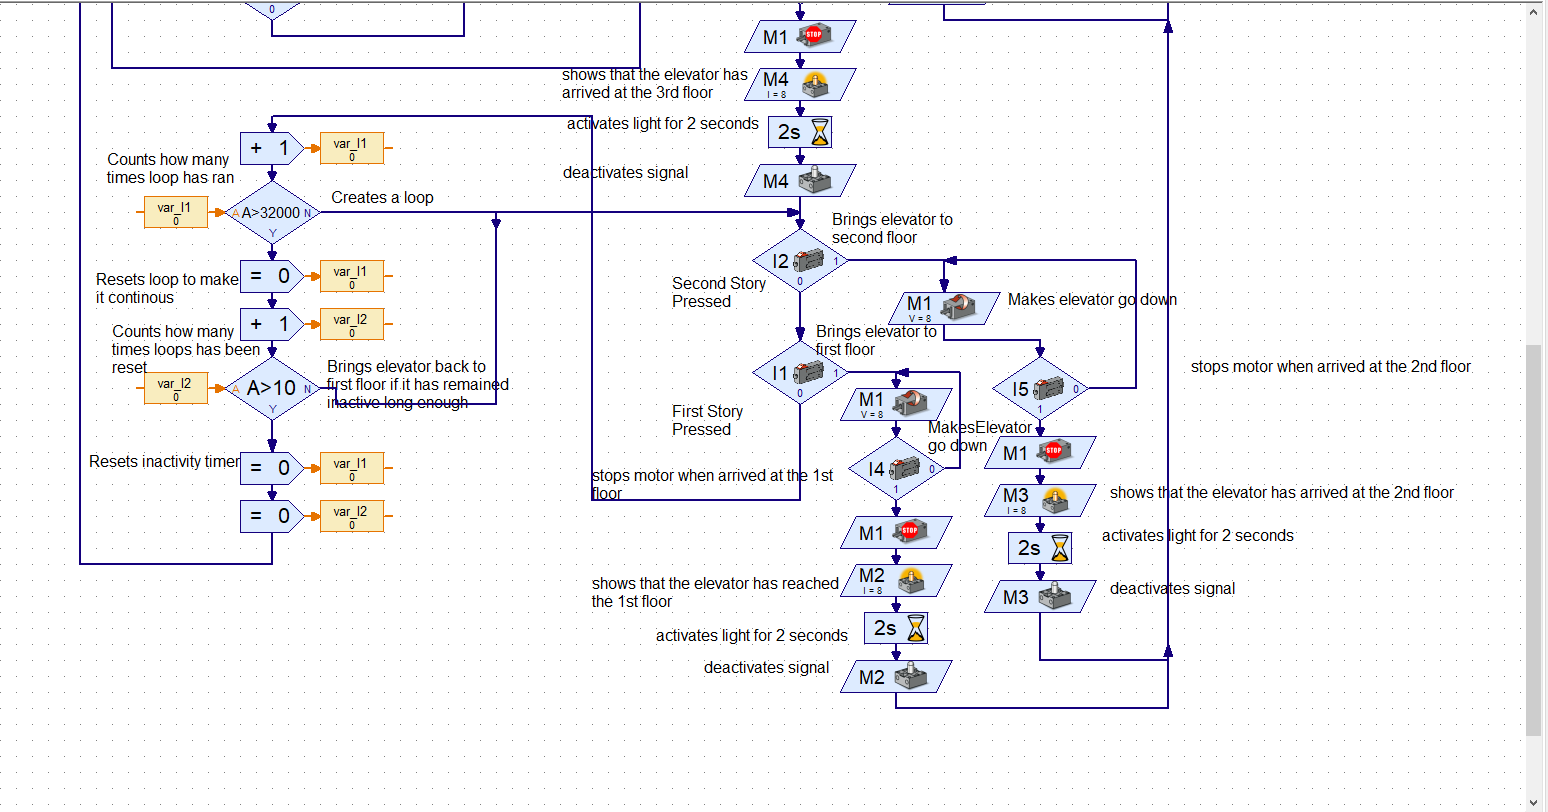 0
M1 STOP
shows that the elevator has
arrived at the 3rd floor
M4
I = 8
activates light for 2 seconds
2s
deactivates signal
M4
+ 1
var_I1
0
Counts how many
times loop has ran
var_I1
0
A A>32000 N
Y
Creates a loop
Brings elevator to
second floor
I2 1
0
Second Story
Pressed
= 0
var_I1
0
Resets loop to make
it continous
+ 1
var_I2
0
Counts how many
times loops has been
reset
var_I2
0
A A>10 N
Y
Brings elevator back to
first floor if it has remained
inactive long enough
M1
V = 8
Makes elevator go down
Brings elevator to
first floor
I1 1
0
First Story
Pressed
I5 0
1
stops motor when arrived at the 2nd floor
M1
V = 8
MakesElevator
go down
I4 0
1
M1 STOP
Resets inactivity timer
= 0
var_I1
0
= 0
var_I2
0
stops motor when arrived at the 1st
floor
M3
I = 8
shows that the elevator has arrived at the 2nd floor
M1 STOP
2s
activates light for 2 seconds
shows that the elevator has reached
the 1st floor
M2
I = 8
M3
deactivates signal
activates light for 2 seconds
2s
deactivates signal
M2